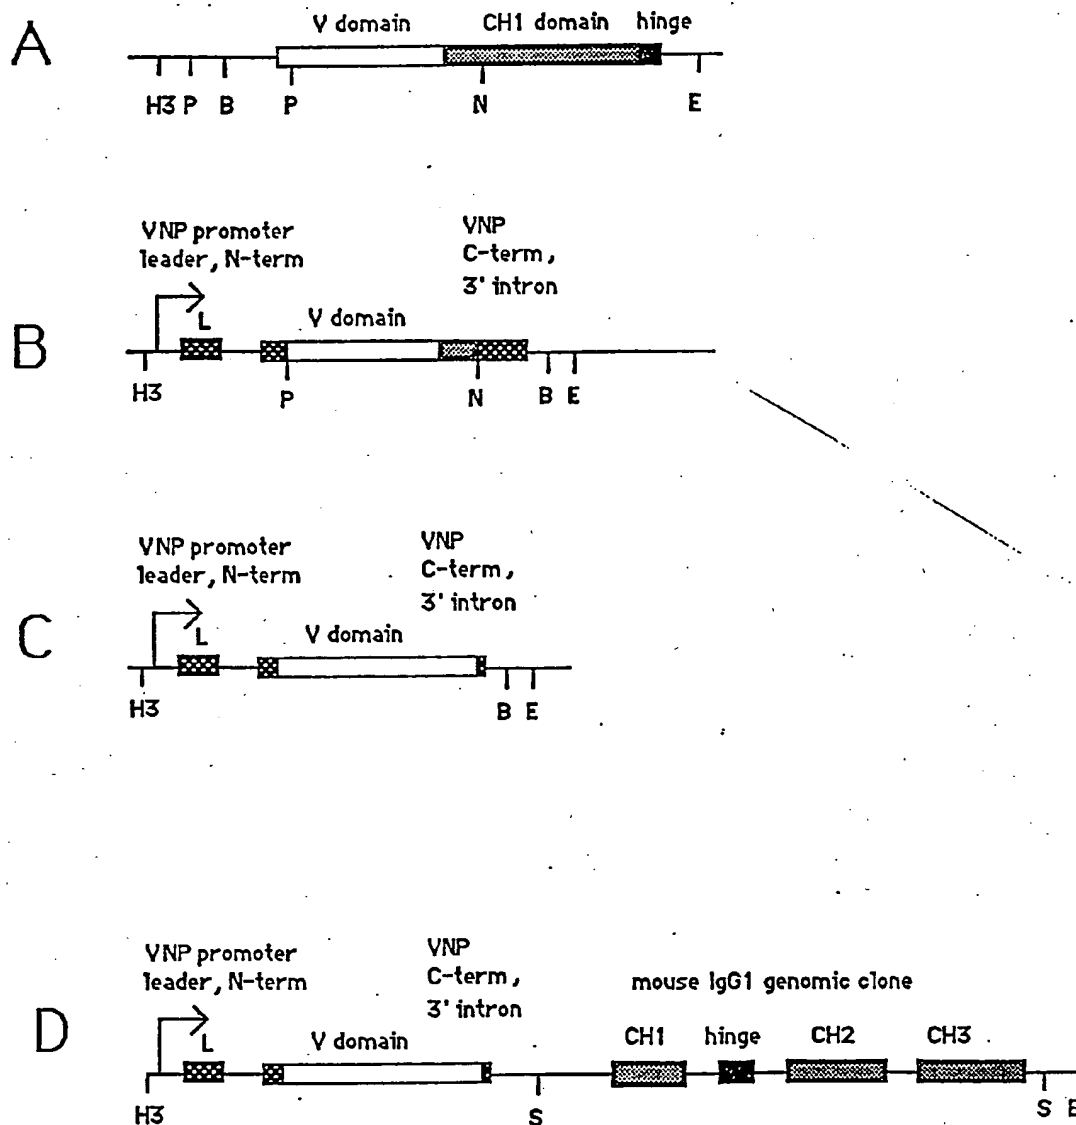 A
V domain CH1 domain hinge
H3 P B P N E
B
VNP promoter
leader, N-term
VNP
C-term,
3' intron
L
V domain
H3 P N B E
C
VNP promoter
leader, N-term
VNP
C-term,
3' intron
L
V domain
H3 B E
D
VNP promoter
leader, N-term
VNP
C-term,
3' intron
mouse IgG1 genomic clone
L
V domain
CH1 hinge CH2 CH3
H3 S S